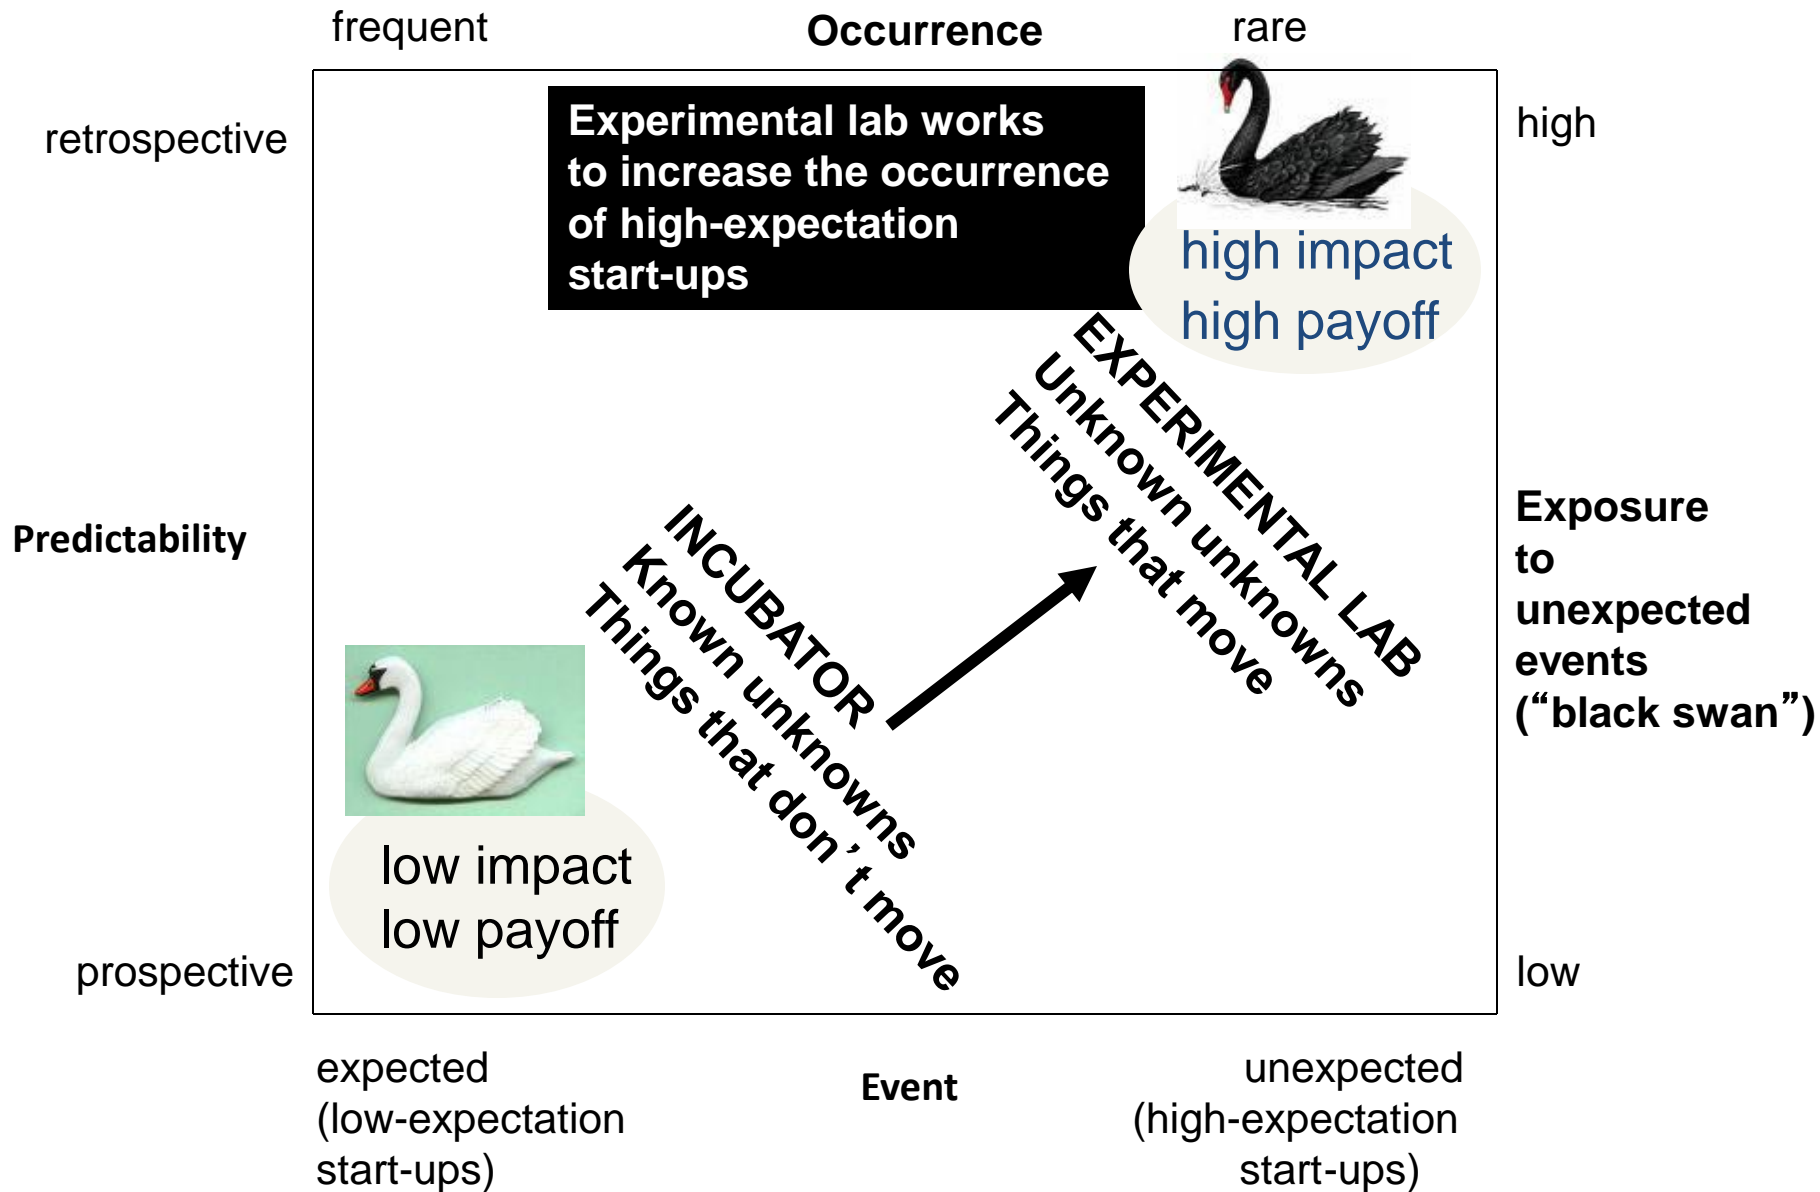 frequent
Occurrence
rare
retrospective
Experimental lab works
to increase the occurrence
of high-expectation
start-ups
high
high impact
high payoff
EXPERIMENTAL LAB
Unknown unknowns
Things that move
Predictability
INCUBATOR
Known unknowns
Things that don’t move
Exposure
to
unexpected
events
(“black swan”)
low impact
low payoff
prospective
low
expected
(low-expectation
start-ups)
Event
unexpected
(high-expectation
start-ups)